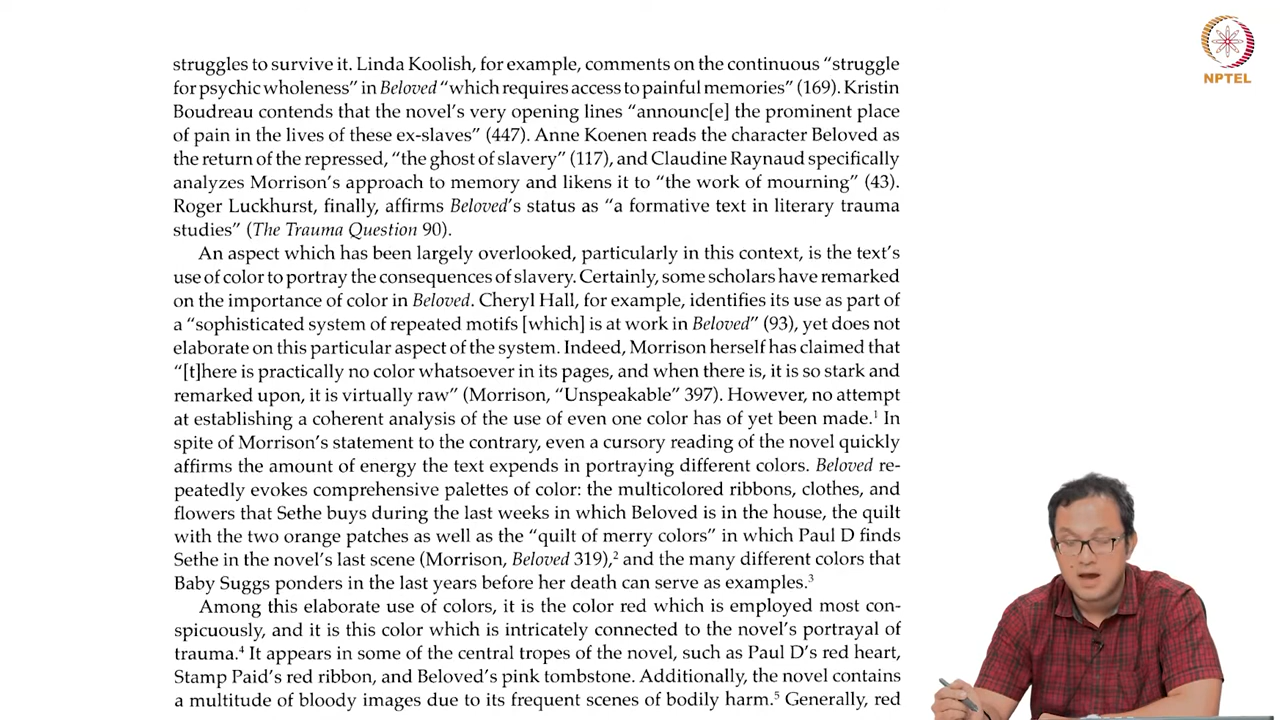 struggles to survive it. Linda Koolish, for example, comments on the continuous “struggle
for psychic wholeness” in Beloved “which requires access to painful memories” (169). Kristin
Boudreau contends that the novel’s very opening lines “announc[e] the prominent place
of pain in the lives of these ex-slaves” (447). Anne Koenen reads the character Beloved as
the return of the repressed, “the ghost of slavery” (117), and Claudine Raynaud specifically
analyzes Morrison’s approach to memory and likens it to “the work of mourning” (43).
Roger Luckhurst, finally, affirms Beloved’s status as “a formative text in literary trauma
studies” (The Trauma Question 90).
An aspect which has been largely overlooked, particularly in this context, is the text’s
use of color to portray the consequences of slavery. Certainly, some scholars have remarked
on the importance of color in Beloved. Cheryl Hall, for example, identifies its use as part of
a “sophisticated system of repeated motifs [which] is at work in Beloved” (93), yet does not
elaborate on this particular aspect of the system. Indeed, Morrison herself has claimed that
“[t]here is practically no color whatsoever in its pages, and when there is, it is so stark and
remarked upon, it is virtually raw” (Morrison, “Unspeakable” 397). However, no attempt
at establishing a coherent analysis of the use of even one color has of yet been made.¹ In
spite of Morrison’s statement to the contrary, even a cursory reading of the novel quickly
affirms the amount of energy the text expends in portraying different colors. Beloved re-
peatedly evokes comprehensive palettes of color: the multicolored ribbons, clothes, and
flowers that Sethe buys during the last weeks in which Beloved is in the house, the quilt
with the two orange patches as well as the “quilt of merry colors” in which Paul D finds
Sethe in the novel’s last scene (Morrison, Beloved 319),² and the many different colors that
Baby Suggs ponders in the last years before her death can serve as examples.³
Among this elaborate use of colors, it is the color red which is employed most con-
spicuously, and it is this color which is intricately connected to the novel’s portrayal of
trauma.⁴ It appears in some of the central tropes of the novel, such as Paul D’s red heart,
Stamp Paid’s red ribbon, and Beloved’s pink tombstone. Additionally, the novel contains
a multitude of bloody images due to its frequent scenes of bodily harm.⁵ Generally, red
NPTEL